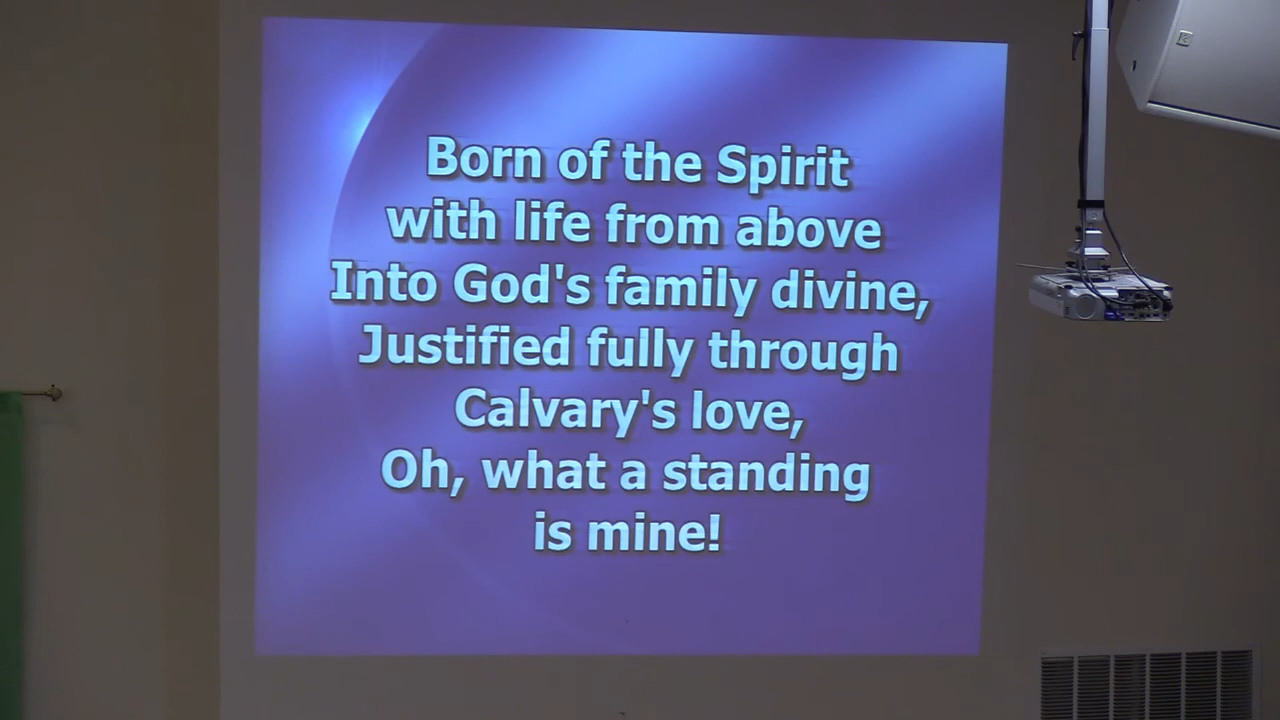 Born of the Spirit
with life from above
Into God's family divine,
Justified fully through
Calvary's love,
Oh, what a standing
is mine!